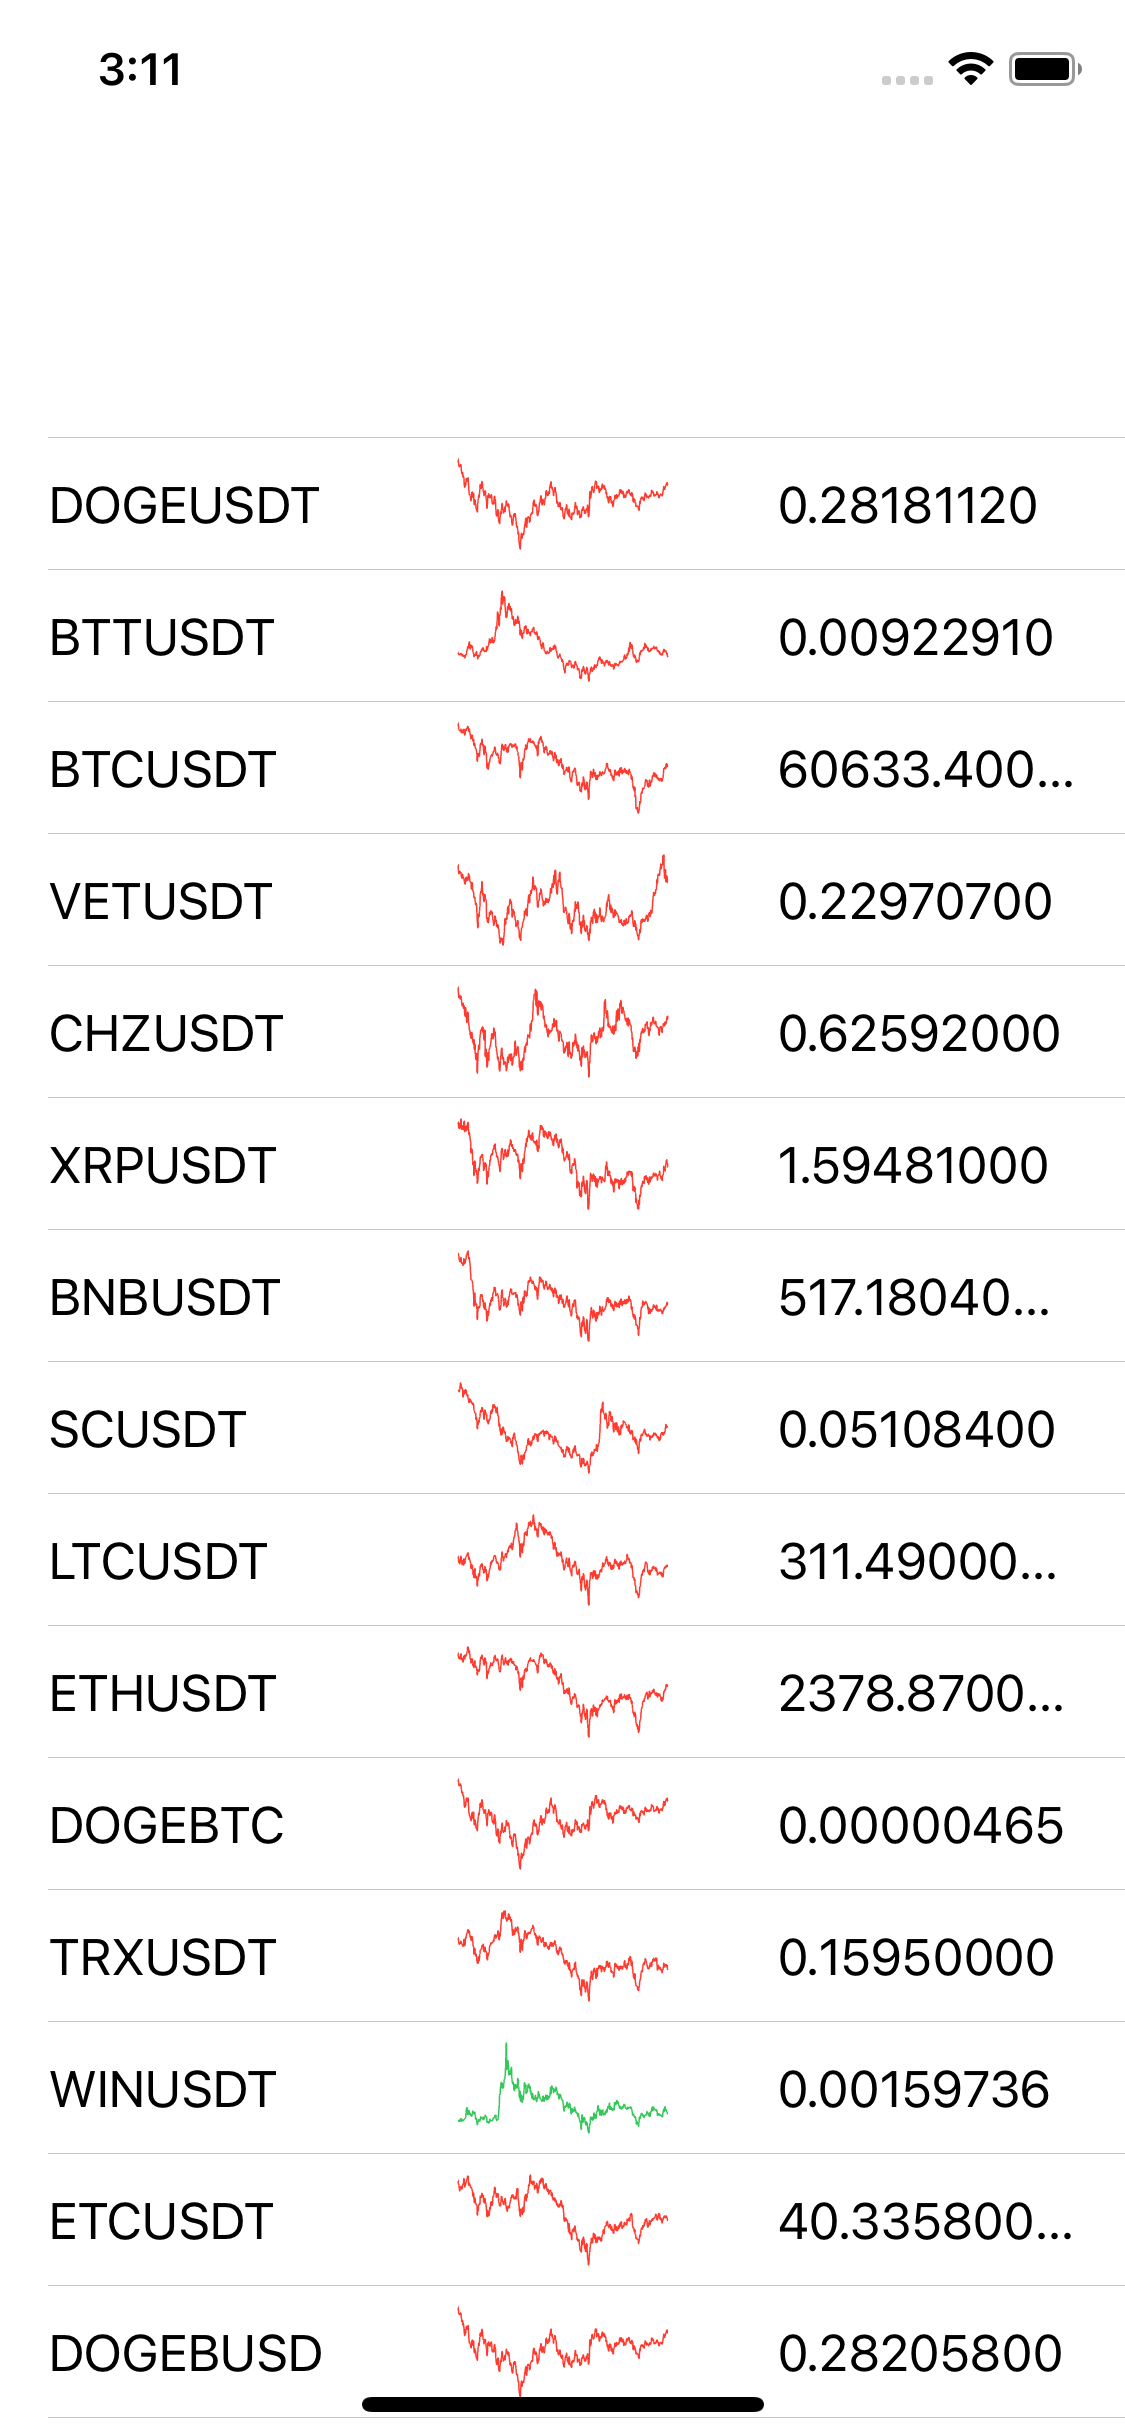 3:11
DOGEUSDT 0.28181120
BTTUSDT 0.00922910
BTCUSDT 60633.400...
VETUSDT 0.22970700
CHZUSDT 0.62592000
XRPUSDT 1.59481000
BNBUSDT 517.18040...
SCUSDT 0.05108400
LTCUSDT 311.49000...
ETHUSDT 2378.8700...
DOGEBTC 0.00000465
TRXUSDT 0.15950000
WINUSDT 0.00159736
ETCUSDT 40.335800...
DOGEBUSD 0.28205800